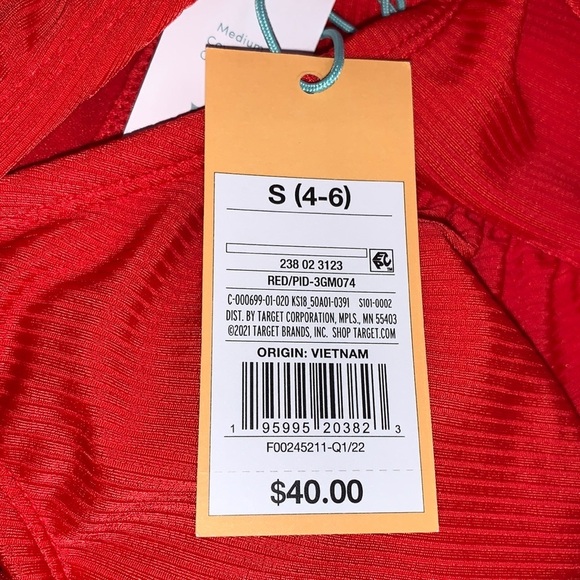 Medium
S (4-6)
238 02 3123
RED/PID-3GM074
C-000699-01-020 KS18_50A01-0391 S101-0002
DIST. BY TARGET CORPORATION, MPLS., MN 55403
©2021 TARGET BRANDS, INC. SHOP TARGET.COM
ORIGIN: VIETNAM
1 95995 20382 3
F00245211-Q1/22
$40.00